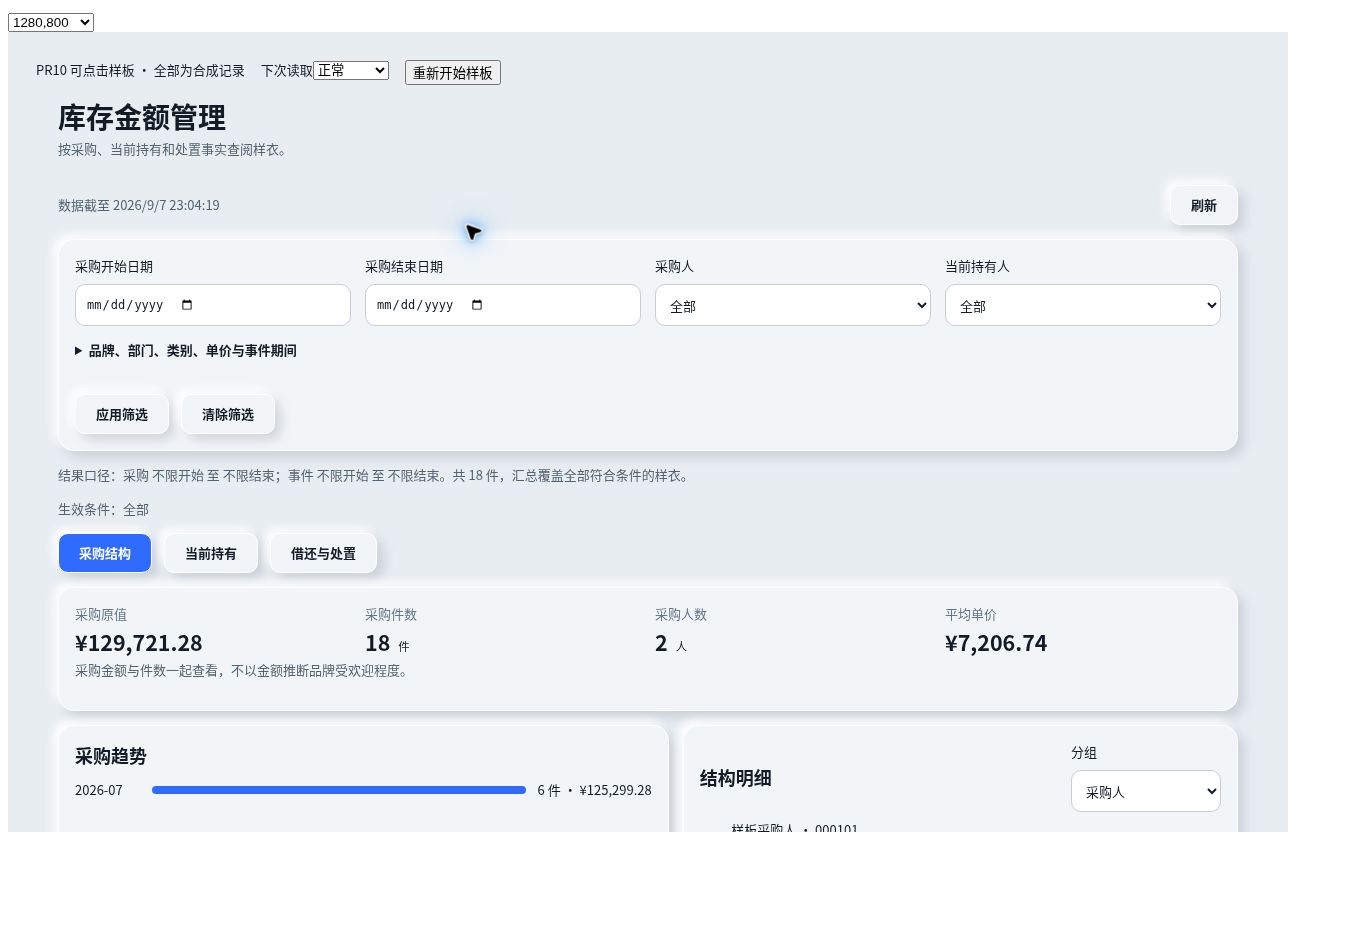 1280,800
PR10 可点击样板 · 全部为合成记录 下次读取 正常 重新开始样板
库存金额管理
按采购、当前持有和处置事实查阅样衣。
数据截至 2026/9/7 23:04:19 刷新
采购开始日期 采购结束日期 采购人 当前持有人
mm/dd/yyyy mm/dd/yyyy 全部 全部
品牌、部门、类别、单价与事件期间
应用筛选 清除筛选
结果口径：采购 不限开始 至 不限结束；事件 不限开始 至 不限结束。共 18 件，汇总覆盖全部符合条件的样衣。
生效条件：全部
采购结构 当前持有 借还与处置
采购原值 采购件数 采购人数 平均单价
¥129,721.28 18 件 2 人 ¥7,206.74
采购金额与件数一起查看，不以金额推断品牌受欢迎程度。
采购趋势
2026-07 6 件 · ¥125,299.28
分组
结构明细
采购人
样板采购人 · 000101